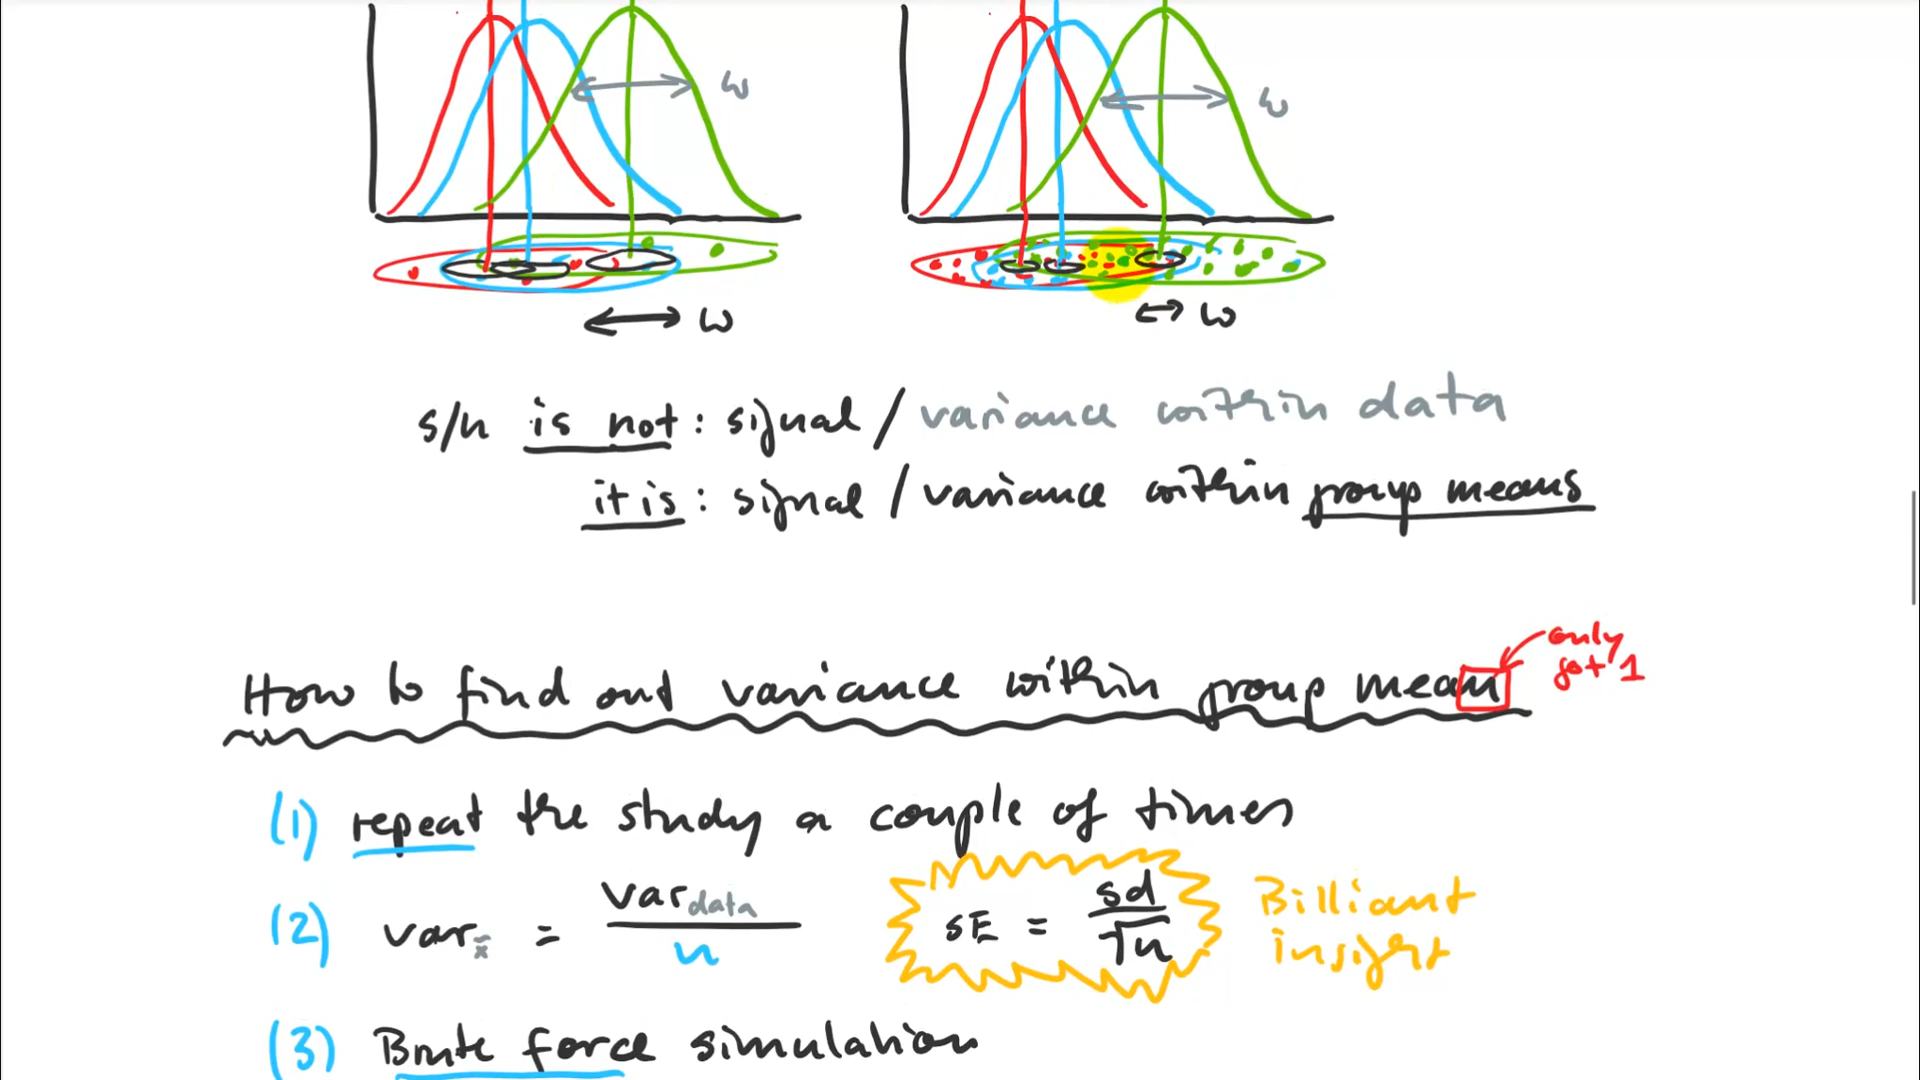 w
w
w
w
s/n is not: signal / variance within data
it is: signal / variance within group means
only
got 1
How to find out variance within group mean
(1) repeat the study a couple of times
(2) var x̄ = var data / n
SE = sd / √n
Billiant
insight
(3) Brute force simulation